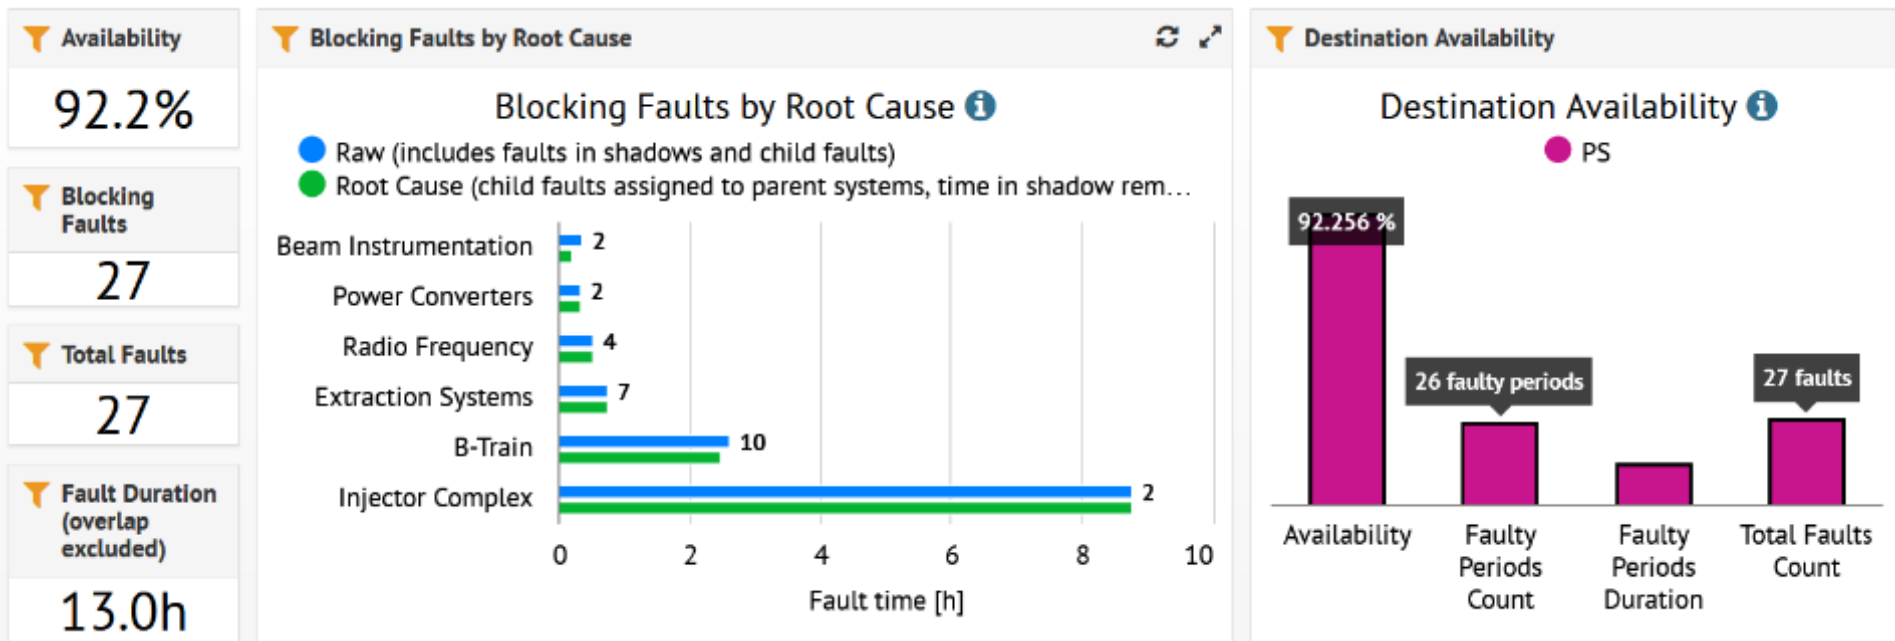 Availability
92.2%
Blocking
Faults
27
Total Faults
27
Fault Duration
(overlap
excluded)
13.0h
Blocking Faults by Root Cause
Blocking Faults by Root Cause
Raw (includes faults in shadows and child faults)
Root Cause (child faults assigned to parent systems, time in shadow rem…
Beam Instrumentation 2
Power Converters 2
Radio Frequency 4
Extraction Systems 7
B-Train 10
Injector Complex 2
0 2 4 6 8 10
Fault time [h]
Destination Availability
Destination Availability
PS
92.256 %
26 faulty periods
27 faults
Availability
Faulty
Periods
Count
Faulty
Periods
Duration
Total Faults
Count